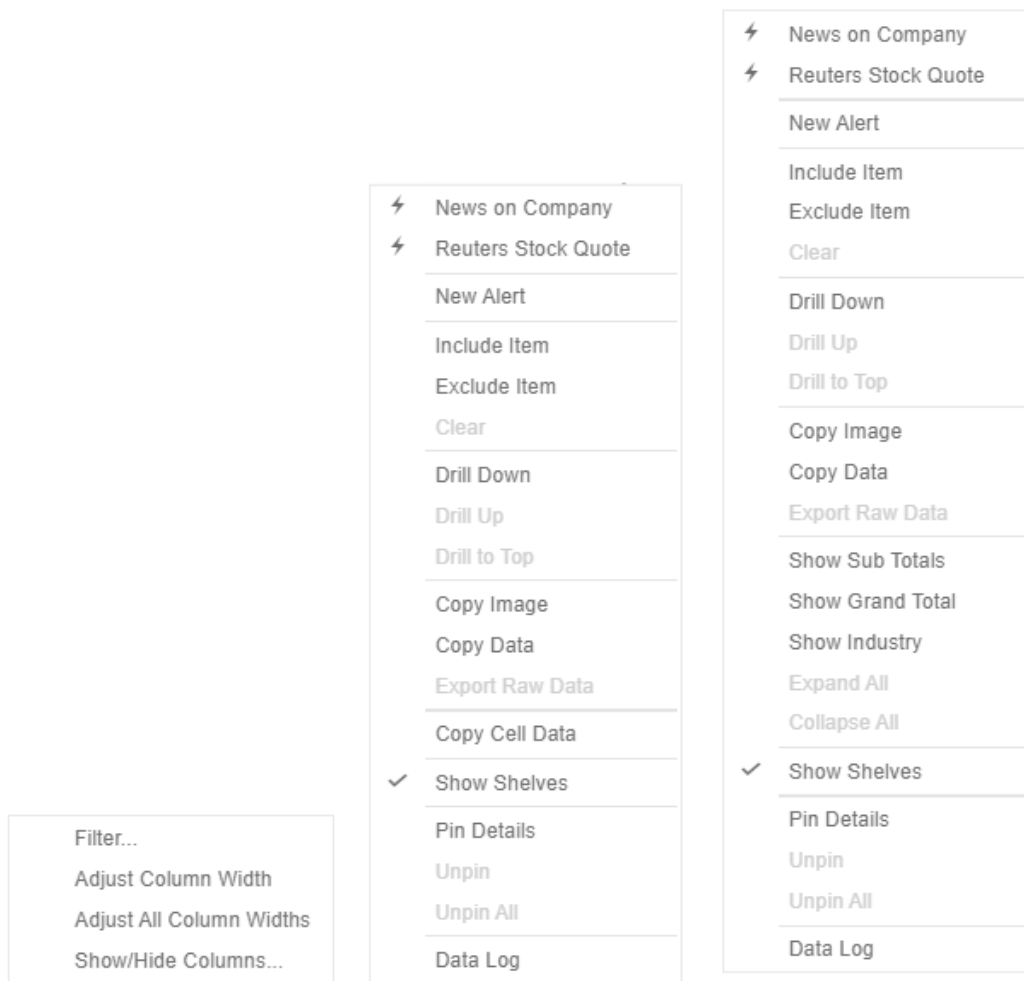 Filter...
Adjust Column Width
Adjust All Column Widths
Show/Hide Columns...
News on Company
Reuters Stock Quote
New Alert
Include Item
Exclude Item
Clear
Drill Down
Drill Up
Drill to Top
Copy Image
Copy Data
Export Raw Data
Copy Cell Data
Show Shelves
Pin Details
Unpin
Unpin All
Data Log
News on Company
Reuters Stock Quote
New Alert
Include Item
Exclude Item
Clear
Drill Down
Drill Up
Drill to Top
Copy Image
Copy Data
Export Raw Data
Show Sub Totals
Show Grand Total
Show Industry
Expand All
Collapse All
Show Shelves
Pin Details
Unpin
Unpin All
Data Log